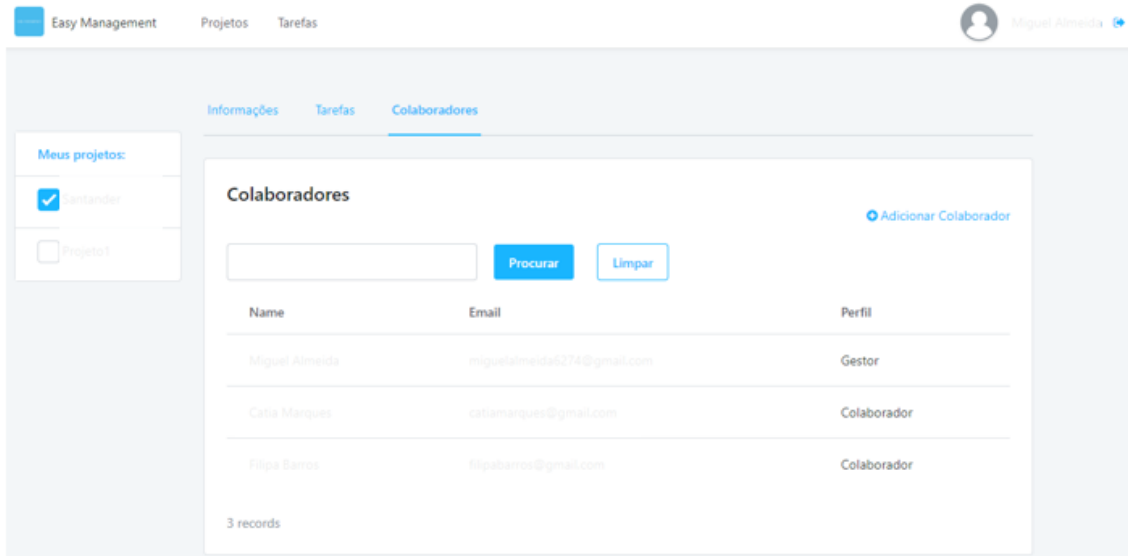 Easy Management Projetos Tarefas Miguel Almeida
Informações Tarefas Colaboradores
Meus projetos:
Santander
Projeto1
Colaboradores
Adicionar Colaborador
Procurar Limpar
Name Email Perfil
Miguel Almeida miguelalmeida6274@gmail.com Gestor
Catia Marques catiamarques@gmail.com Colaborador
Filipa Barros filipabarros@gmail.com Colaborador
3 records